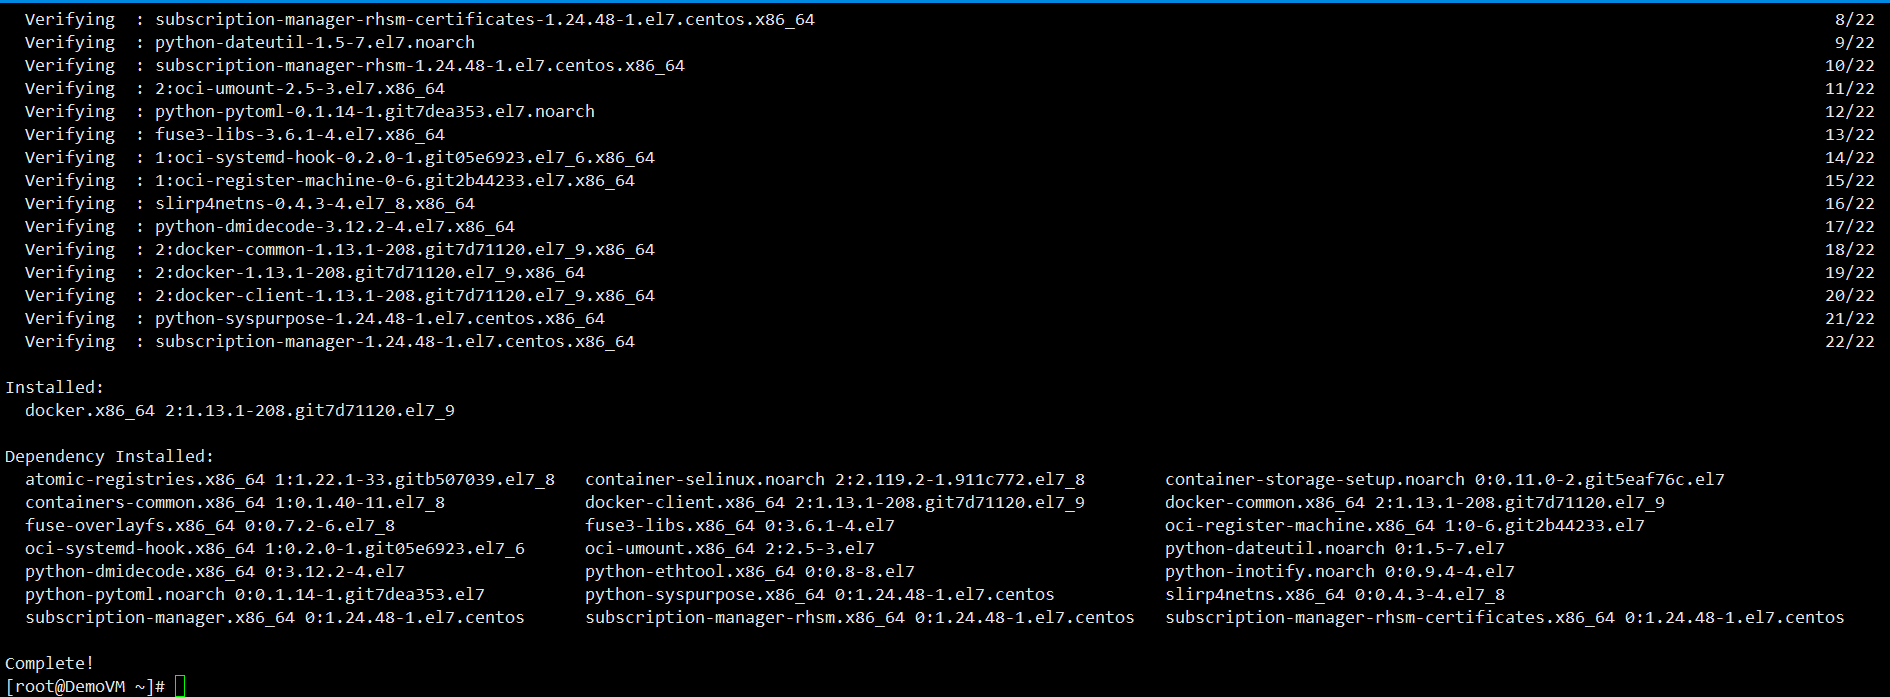 Verifying  : subscription-manager-rhsm-certificates-1.24.48-1.el7.centos.x86_64 8/22
Verifying  : python-dateutil-1.5-7.el7.noarch 9/22
Verifying  : subscription-manager-rhsm-1.24.48-1.el7.centos.x86_64 10/22
Verifying  : 2:oci-umount-2.5-3.el7.x86_64 11/22
Verifying  : python-pytoml-0.1.14-1.git7dea353.el7.noarch 12/22
Verifying  : fuse3-libs-3.6.1-4.el7.x86_64 13/22
Verifying  : 1:oci-systemd-hook-0.2.0-1.git05e6923.el7_6.x86_64 14/22
Verifying  : 1:oci-register-machine-0-6.git2b44233.el7.x86_64 15/22
Verifying  : slirp4netns-0.4.3-4.el7_8.x86_64 16/22
Verifying  : python-dmidecode-3.12.2-4.el7.x86_64 17/22
Verifying  : 2:docker-common-1.13.1-208.git7d71120.el7_9.x86_64 18/22
Verifying  : 2:docker-1.13.1-208.git7d71120.el7_9.x86_64 19/22
Verifying  : 2:docker-client-1.13.1-208.git7d71120.el7_9.x86_64 20/22
Verifying  : python-syspurpose-1.24.48-1.el7.centos.x86_64 21/22
Verifying  : subscription-manager-1.24.48-1.el7.centos.x86_64 22/22
Installed:
docker.x86_64 2:1.13.1-208.git7d71120.el7_9
Dependency Installed:
atomic-registries.x86_64 1:1.22.1-33.gitb507039.el7_8 container-selinux.noarch 2:2.119.2-1.911c772.el7_8 container-storage-setup.noarch 0:0.11.0-2.git5eaf76c.el7
containers-common.x86_64 1:0.1.40-11.el7_8 docker-client.x86_64 2:1.13.1-208.git7d71120.el7_9 docker-common.x86_64 2:1.13.1-208.git7d71120.el7_9
fuse-overlayfs.x86_64 0:0.7.2-6.el7_8 fuse3-libs.x86_64 0:3.6.1-4.el7 oci-register-machine.x86_64 1:0-6.git2b44233.el7
oci-systemd-hook.x86_64 1:0.2.0-1.git05e6923.el7_6 oci-umount.x86_64 2:2.5-3.el7 python-dateutil.noarch 0:1.5-7.el7
python-dmidecode.x86_64 0:3.12.2-4.el7 python-ethtool.x86_64 0:0.8-8.el7 python-inotify.noarch 0:0.9.4-4.el7
python-pytoml.noarch 0:0.1.14-1.git7dea353.el7 python-syspurpose.x86_64 0:1.24.48-1.el7.centos slirp4netns.x86_64 0:0.4.3-4.el7_8
subscription-manager.x86_64 0:1.24.48-1.el7.centos subscription-manager-rhsm.x86_64 0:1.24.48-1.el7.centos subscription-manager-rhsm-certificates.x86_64 0:1.24.48-1.el7.centos
Complete!
[root@DemoVM ~]#